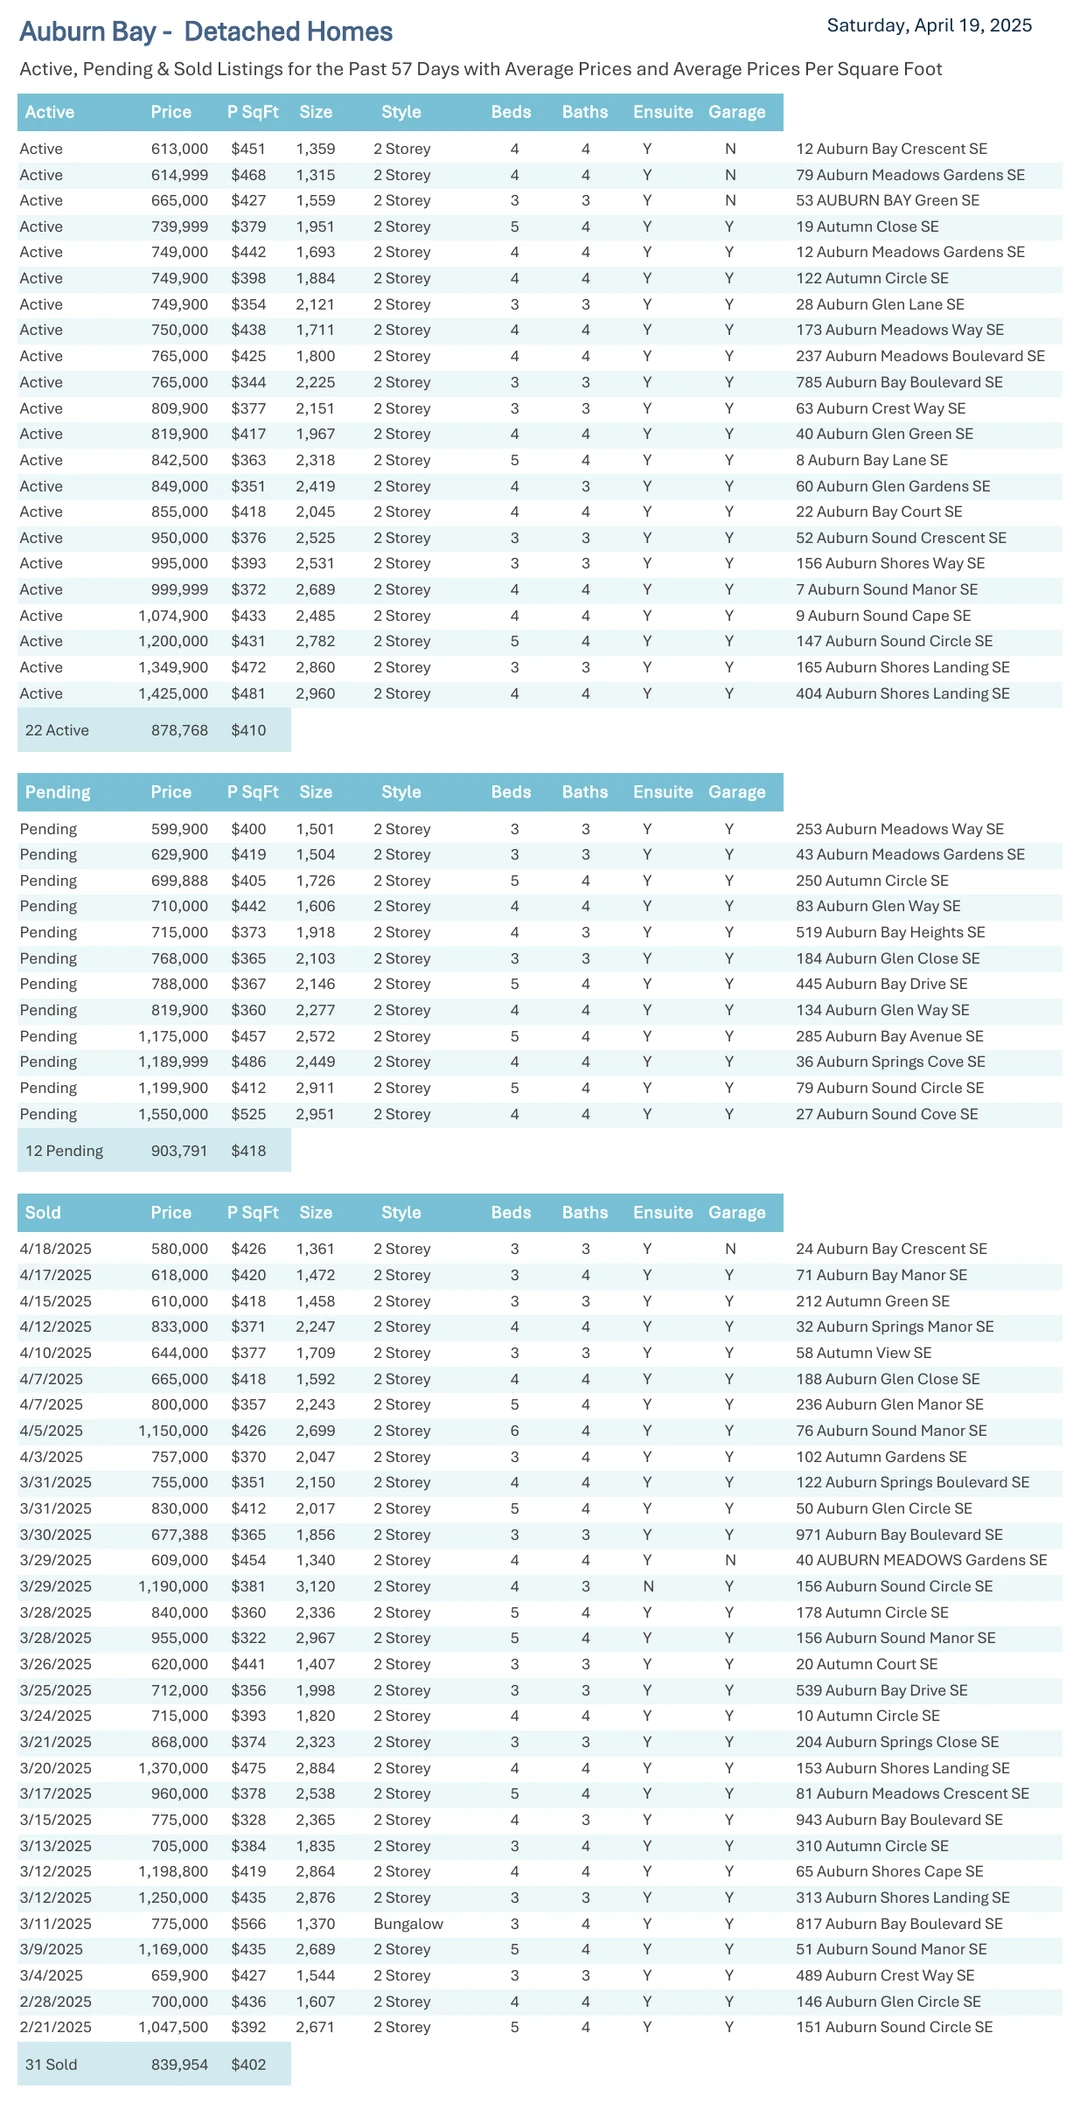 Auburn Bay - Detached Homes Saturday, April 19, 2025
Active, Pending & Sold Listings for the Past 57 Days with Average Prices and Average Prices Per Square Foot
Active Price P SqFt Size Style Beds Baths Ensuite Garage
Active 613,000 $451 1,359 2 Storey 4 4 Y N 12 Auburn Bay Crescent SE
Active 614,999 $468 1,315 2 Storey 4 4 Y N 79 Auburn Meadows Gardens SE
Active 665,000 $427 1,559 2 Storey 3 3 Y N 53 AUBURN BAY Green SE
Active 739,999 $379 1,951 2 Storey 5 4 Y Y 19 Autumn Close SE
Active 749,000 $442 1,693 2 Storey 4 4 Y Y 12 Auburn Meadows Gardens SE
Active 749,900 $398 1,884 2 Storey 4 4 Y Y 122 Autumn Circle SE
Active 749,900 $354 2,121 2 Storey 3 3 Y Y 28 Auburn Glen Lane SE
Active 750,000 $438 1,711 2 Storey 4 4 Y Y 173 Auburn Meadows Way SE
Active 765,000 $425 1,800 2 Storey 4 4 Y Y 237 Auburn Meadows Boulevard SE
Active 765,000 $344 2,225 2 Storey 3 3 Y Y 785 Auburn Bay Boulevard SE
Active 809,900 $377 2,151 2 Storey 3 3 Y Y 63 Auburn Crest Way SE
Active 819,900 $417 1,967 2 Storey 4 4 Y Y 40 Auburn Glen Green SE
Active 842,500 $363 2,318 2 Storey 5 4 Y Y 8 Auburn Bay Lane SE
Active 849,000 $351 2,419 2 Storey 4 3 Y Y 60 Auburn Glen Gardens SE
Active 855,000 $418 2,045 2 Storey 4 4 Y Y 22 Auburn Bay Court SE
Active 950,000 $376 2,525 2 Storey 3 3 Y Y 52 Auburn Sound Crescent SE
Active 995,000 $393 2,531 2 Storey 3 3 Y Y 156 Auburn Shores Way SE
Active 999,999 $372 2,689 2 Storey 4 4 Y Y 7 Auburn Sound Manor SE
Active 1,074,900 $433 2,485 2 Storey 4 4 Y Y 9 Auburn Sound Cape SE
Active 1,200,000 $431 2,782 2 Storey 5 4 Y Y 147 Auburn Sound Circle SE
Active 1,349,900 $472 2,860 2 Storey 3 3 Y Y 165 Auburn Shores Landing SE
Active 1,425,000 $481 2,960 2 Storey 4 4 Y Y 404 Auburn Shores Landing SE
22 Active 878,768 $410
Pending Price P SqFt Size Style Beds Baths Ensuite Garage
Pending 599,900 $400 1,501 2 Storey 3 3 Y Y 253 Auburn Meadows Way SE
Pending 629,900 $419 1,504 2 Storey 3 3 Y Y 43 Auburn Meadows Gardens SE
Pending 699,888 $405 1,726 2 Storey 5 4 Y Y 250 Autumn Circle SE
Pending 710,000 $442 1,606 2 Storey 4 4 Y Y 83 Auburn Glen Way SE
Pending 715,000 $373 1,918 2 Storey 4 3 Y Y 519 Auburn Bay Heights SE
Pending 768,000 $365 2,103 2 Storey 3 3 Y Y 184 Auburn Glen Close SE
Pending 788,000 $367 2,146 2 Storey 5 4 Y Y 445 Auburn Bay Drive SE
Pending 819,900 $360 2,277 2 Storey 4 4 Y Y 134 Auburn Glen Way SE
Pending 1,175,000 $457 2,572 2 Storey 5 4 Y Y 285 Auburn Bay Avenue SE
Pending 1,189,999 $486 2,449 2 Storey 4 4 Y Y 36 Auburn Springs Cove SE
Pending 1,199,900 $412 2,911 2 Storey 5 4 Y Y 79 Auburn Sound Circle SE
Pending 1,550,000 $525 2,951 2 Storey 4 4 Y Y 27 Auburn Sound Cove SE
12 Pending 903,791 $418
Sold Price P SqFt Size Style Beds Baths Ensuite Garage
4/18/2025 580,000 $426 1,361 2 Storey 3 3 Y N 24 Auburn Bay Crescent SE
4/17/2025 618,000 $420 1,472 2 Storey 3 4 Y Y 71 Auburn Bay Manor SE
4/15/2025 610,000 $418 1,458 2 Storey 3 3 Y Y 212 Autumn Green SE
4/12/2025 833,000 $371 2,247 2 Storey 4 4 Y Y 32 Auburn Springs Manor SE
4/10/2025 644,000 $377 1,709 2 Storey 3 3 Y Y 58 Autumn View SE
4/7/2025 665,000 $418 1,592 2 Storey 4 4 Y Y 188 Auburn Glen Close SE
4/7/2025 800,000 $357 2,243 2 Storey 5 4 Y Y 236 Auburn Glen Manor SE
4/5/2025 1,150,000 $426 2,699 2 Storey 6 4 Y Y 76 Auburn Sound Manor SE
4/3/2025 757,000 $370 2,047 2 Storey 3 4 Y Y 102 Autumn Gardens SE
3/31/2025 755,000 $351 2,150 2 Storey 4 4 Y Y 122 Auburn Springs Boulevard SE
3/31/2025 830,000 $412 2,017 2 Storey 5 4 Y Y 50 Auburn Glen Circle SE
3/30/2025 677,388 $365 1,856 2 Storey 3 3 Y Y 971 Auburn Bay Boulevard SE
3/29/2025 609,000 $454 1,340 2 Storey 4 4 Y N 40 AUBURN MEADOWS Gardens SE
3/29/2025 1,190,000 $381 3,120 2 Storey 4 3 N Y 156 Auburn Sound Circle SE
3/28/2025 840,000 $360 2,336 2 Storey 5 4 Y Y 178 Autumn Circle SE
3/28/2025 955,000 $322 2,967 2 Storey 5 4 Y Y 156 Auburn Sound Manor SE
3/26/2025 620,000 $441 1,407 2 Storey 3 3 Y Y 20 Autumn Court SE
3/25/2025 712,000 $356 1,998 2 Storey 3 3 Y Y 539 Auburn Bay Drive SE
3/24/2025 715,000 $393 1,820 2 Storey 4 4 Y Y 10 Autumn Circle SE
3/21/2025 868,000 $374 2,323 2 Storey 3 3 Y Y 204 Auburn Springs Close SE
3/20/2025 1,370,000 $475 2,884 2 Storey 4 4 Y Y 153 Auburn Shores Landing SE
3/17/2025 960,000 $378 2,538 2 Storey 5 4 Y Y 81 Auburn Meadows Crescent SE
3/15/2025 775,000 $328 2,365 2 Storey 4 3 Y Y 943 Auburn Bay Boulevard SE
3/13/2025 705,000 $384 1,835 2 Storey 3 4 Y Y 310 Autumn Circle SE
3/12/2025 1,198,800 $419 2,864 2 Storey 4 4 Y Y 65 Auburn Shores Cape SE
3/12/2025 1,250,000 $435 2,876 2 Storey 3 3 Y Y 313 Auburn Shores Landing SE
3/11/2025 775,000 $566 1,370 Bungalow 3 4 Y Y 817 Auburn Bay Boulevard SE
3/9/2025 1,169,000 $435 2,689 2 Storey 5 4 Y Y 51 Auburn Sound Manor SE
3/4/2025 659,900 $427 1,544 2 Storey 3 3 Y Y 489 Auburn Crest Way SE
2/28/2025 700,000 $436 1,607 2 Storey 4 4 Y Y 146 Auburn Glen Circle SE
2/21/2025 1,047,500 $392 2,671 2 Storey 5 4 Y Y 151 Auburn Sound Circle SE
31 Sold 839,954 $402